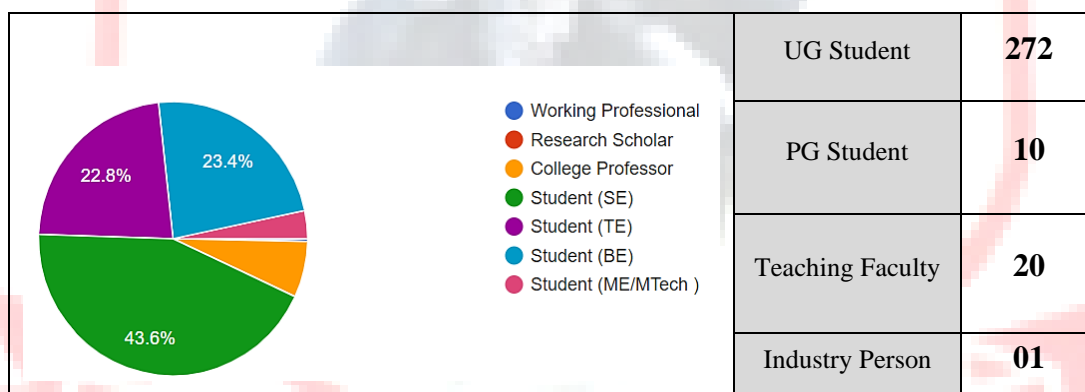 22.8%
23.4%
43.6%
Working Professional
Research Scholar
College Professor
Student (SE)
Student (TE)
Student (BE)
Student (ME/MTech )
UG Student 272
PG Student 10
Teaching Faculty 20
Industry Person 01